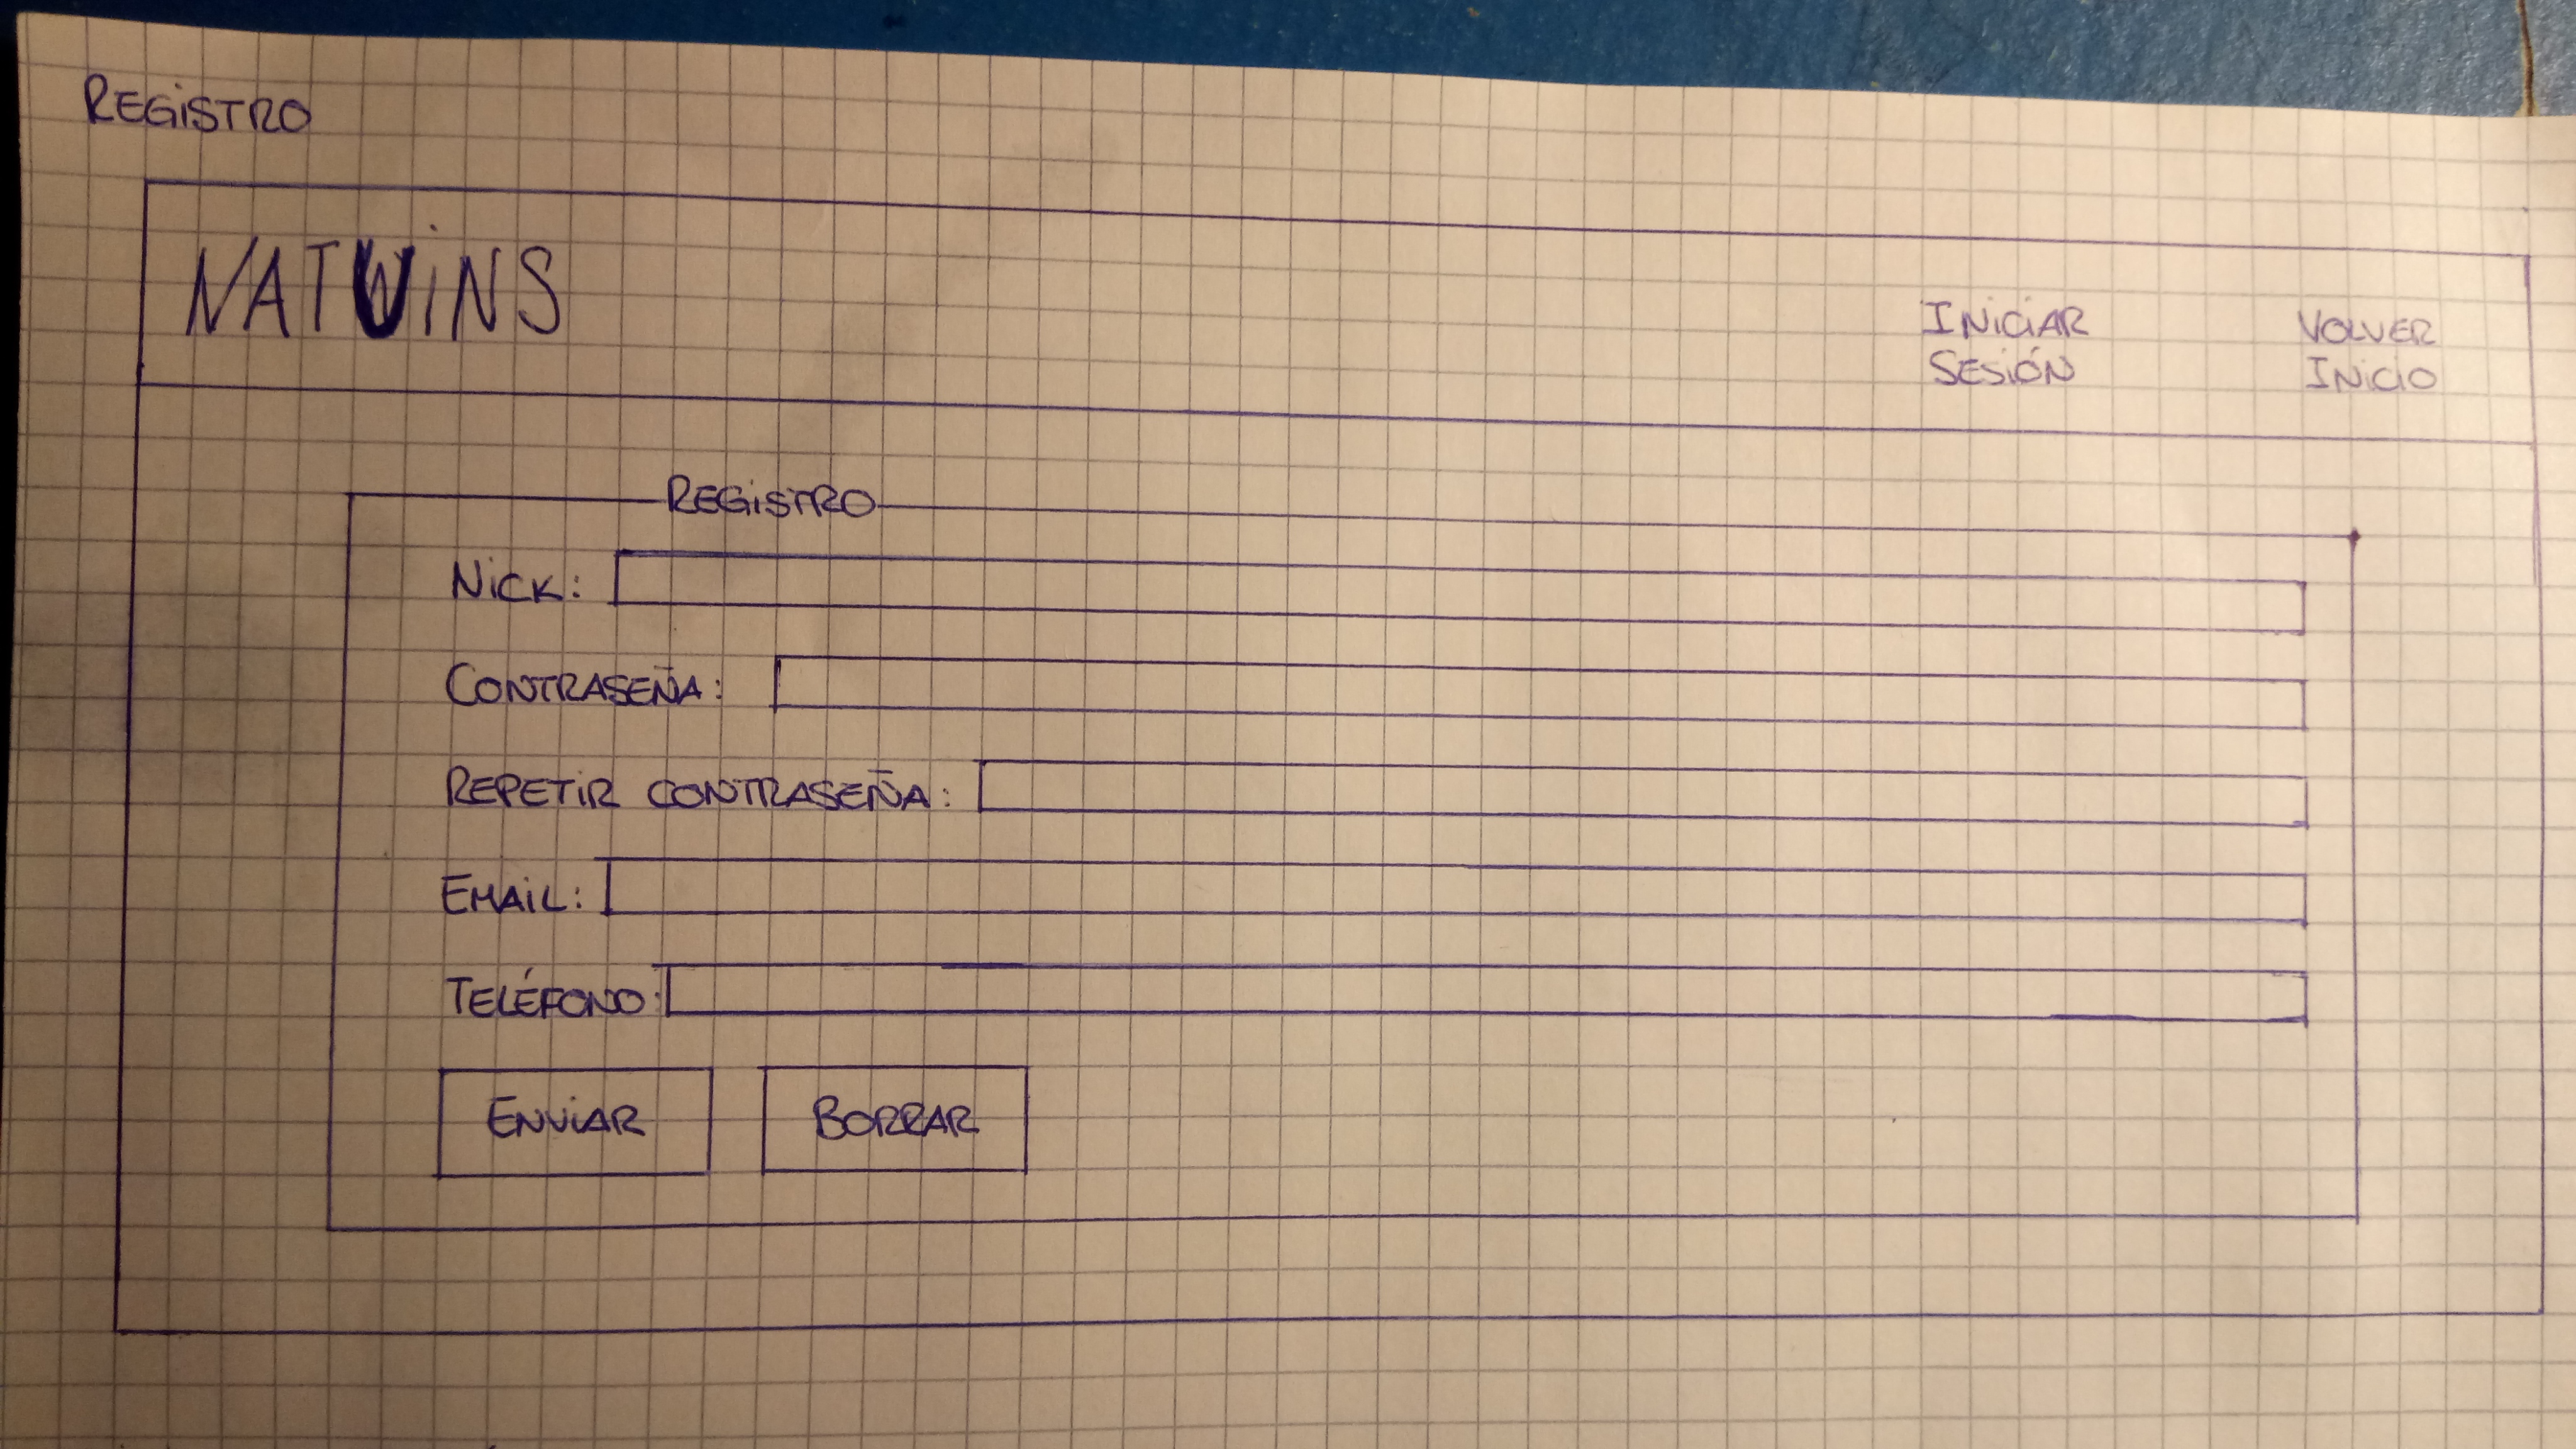 REGISTRO
NATWINS
INICIAR
SESIÓN
VOLVER
INICIO
REGISTRO
NICK:
CONTRASEÑA:
REPETIR CONTRASEÑA:
EMAIL:
TELÉFONO:
ENVIAR
BORRAR